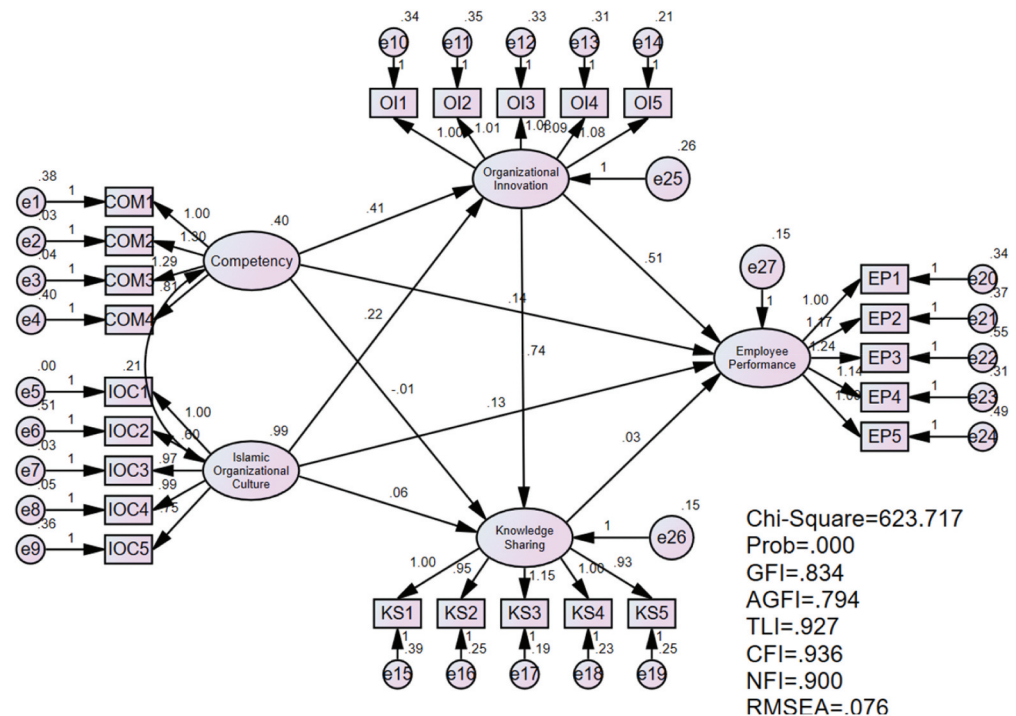 .34 .35 .33 .31 .21
e10 e11 e12 e13 e14
1 1 1 1 1
OI1 OI2 OI3 OI4 OI5
1.00 1.01 1.08 1.09 1.08
Organizational
Innovation
1 e25 .26
.38
e1 1 COM1
.03
e2 1 COM2
.04
e3 1 COM3
.40
e4 1 COM4
1.00
1.30
1.29
.81
.40
Competency
.41
.22
.51
.14
.74
-.01
.13
.03
.06
.21
.15
e27
1
.00
e5 1 IOC1
.51
e6 1 IOC2
.03
e7 1 IOC3
.05
e8 1 IOC4
.36
e9 1 IOC5
1.00
.60
.97
.99
.75
.99
Islamic
Organizational
Culture
Employee
Performance
1.00
1.17
1.24
1.14
EP1 1 e20 .34
EP2 1 e21 .37
EP3 1 e22 .55
EP4 1 e23 .31
EP5 1 e24 .49
Knowledge
Sharing
1 e26 .15
1.00 .95 1.15 1.00 .93
KS1 KS2 KS3 KS4 KS5
1 1 1 1 1
.39 .25 .19 .23 .25
e15 e16 e17 e18 e19
Chi-Square=623.717
Prob=.000
GFI=.834
AGFI=.794
TLI=.927
CFI=.936
NFI=.900
RMSEA=.076